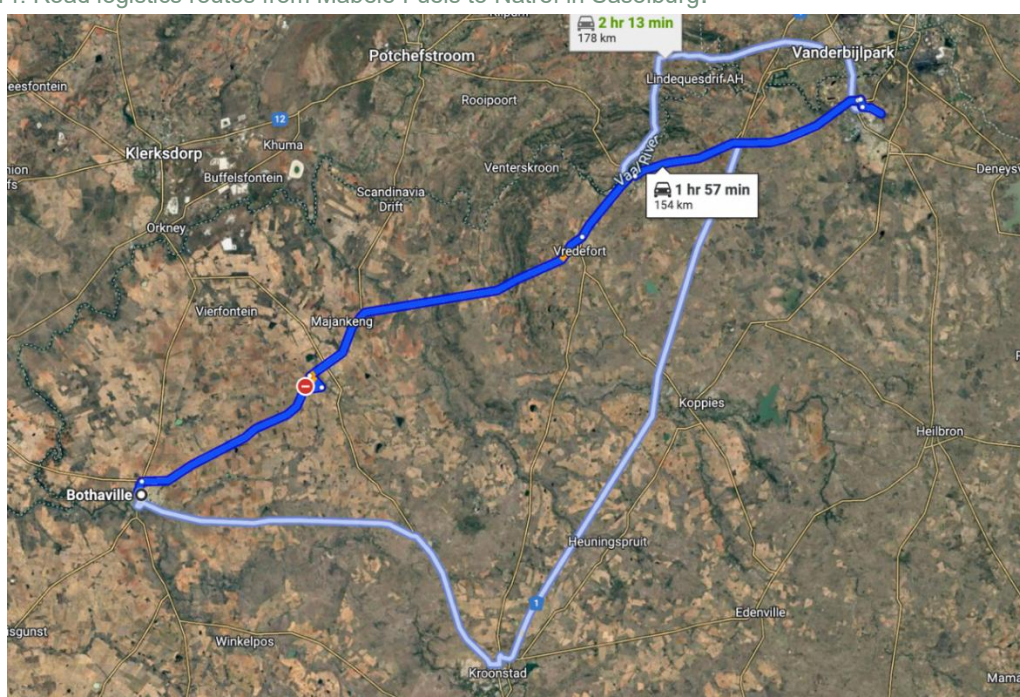 Road logistics routes from Mabele Fuels to Natref in Sasolburg.
2 hr 13 min
178 km
Vanderbijlpark
Potchefstroom
Lindequesdrif AH
Rooipoort
12
Khuma
Klerksdorp
Buffelsfontein
Venterskroon
Vaal River
1 hr 57 min
154 km
Scandinavia
Drift
Orkney
Vredefort
Vierfontein
Majankeng
Koppies
Heilbron
Bothaville
Heuningspruit
1
Edenville
Winkelpos
Kroonstad